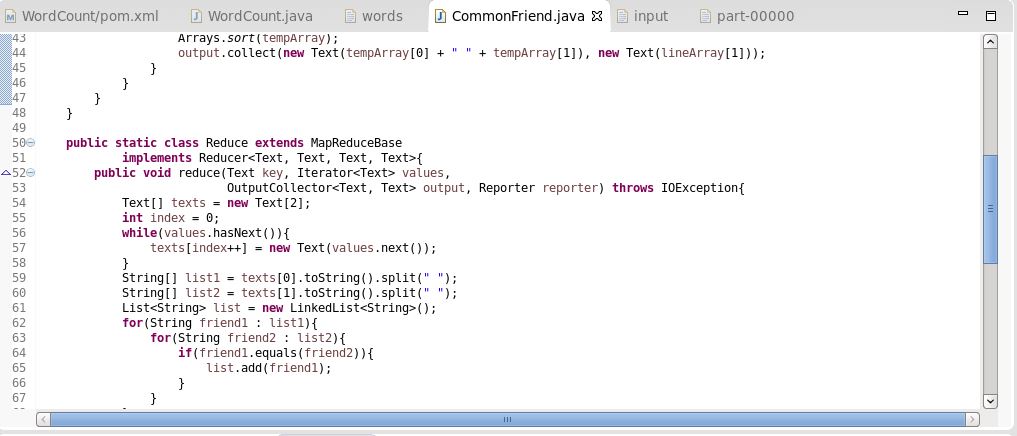 WordCount/pom.xml WordCount.java words CommonFriend.java input part-00000
43 Arrays.sort(tempArray);
44 output.collect(new Text(tempArray[0] + " " + tempArray[1]), new Text(lineArray[1]));
45 }
46 }
47 }
48 }
49
50 public static class Reduce extends MapReduceBase
51 implements Reducer<Text, Text, Text, Text>{
52 public void reduce(Text key, Iterator<Text> values,
53 OutputCollector<Text, Text> output, Reporter reporter) throws IOException{
54 Text[] texts = new Text[2];
55 int index = 0;
56 while(values.hasNext()){
57 texts[index++] = new Text(values.next());
58 }
59 String[] list1 = texts[0].toString().split(" ");
60 String[] list2 = texts[1].toString().split(" ");
61 List<String> list = new LinkedList<String>();
62 for(String friend1 : list1){
63 for(String friend2 : list2){
64 if(friend1.equals(friend2)){
65 list.add(friend1);
66 }
67 }